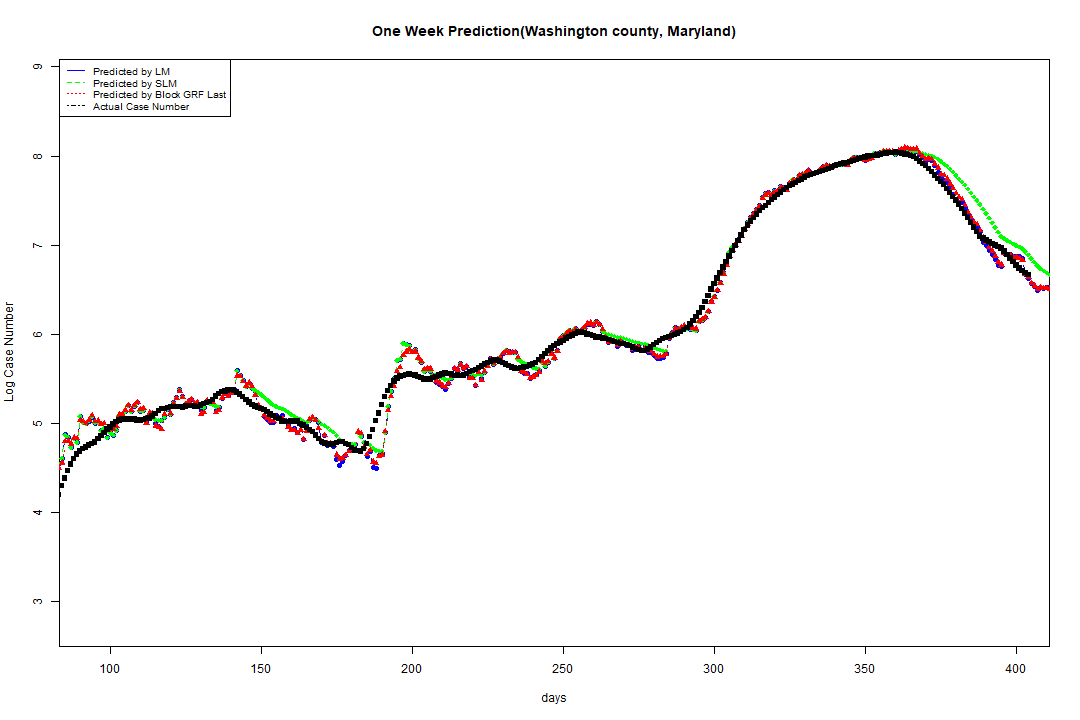 One Week Prediction(Washington county, Maryland)
Predicted by LM
Predicted by SLM
Predicted by Block GRF Last
Actual Case Number
9
8
7
6
5
4
3
Log Case Number
100 150 200 250 300 350 400
days